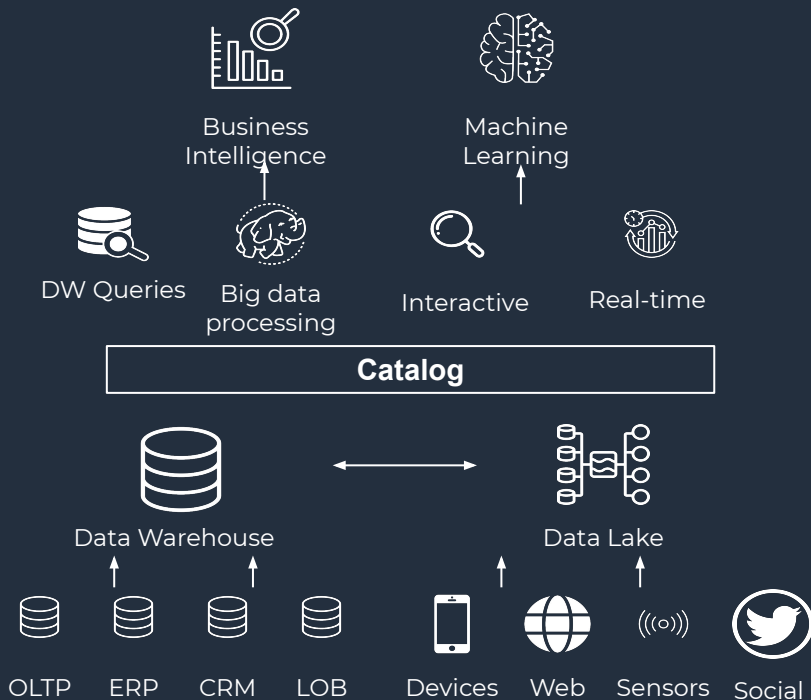 Business
Intelligence
Machine
Learning
DW Queries
Big data
processing
Interactive
Real-time
Catalog
Data Warehouse
Data Lake
OLTP
ERP
CRM
LOB
Devices
Web
Sensors
Social